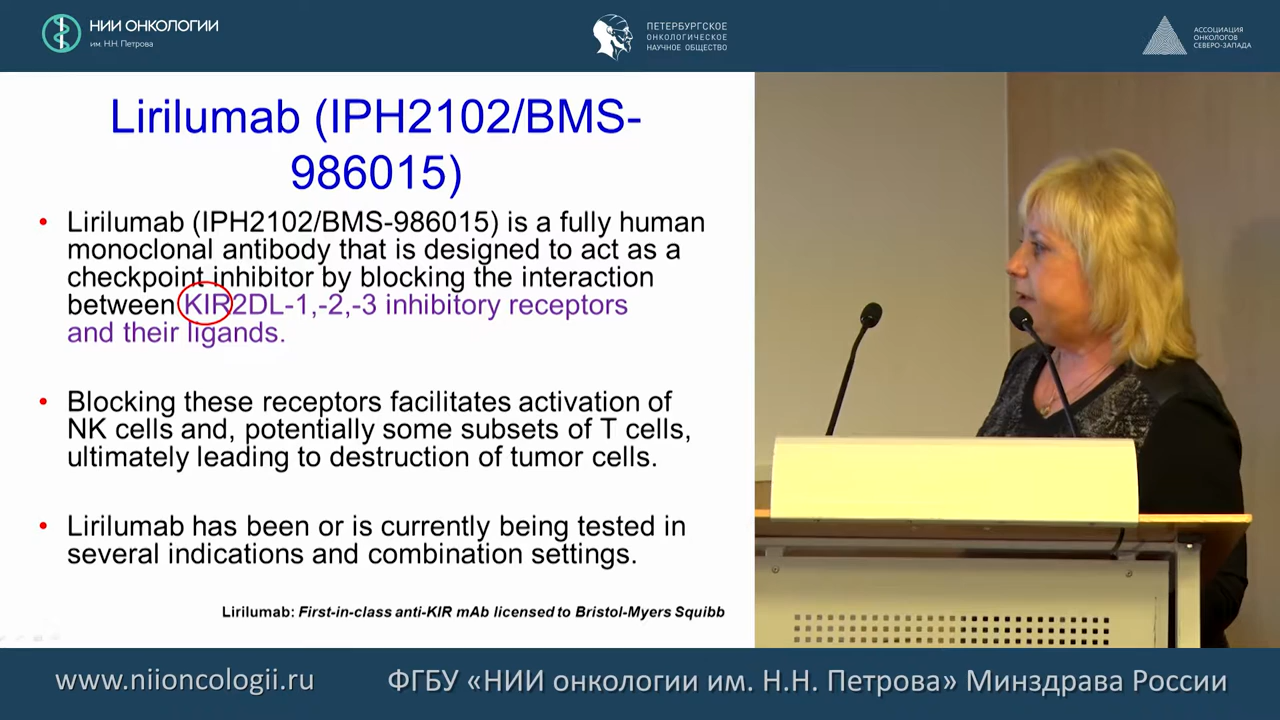 НИИ ОНКОЛОГИИ
им. Н.Н. Петрова
ПЕТЕРБУРГСКОЕ
ОНКОЛОГИЧЕСКОЕ
НАУЧНОЕ ОБЩЕСТВО
АССОЦИАЦИЯ
ОНКОЛОГОВ
СЕВЕРО-ЗАПАДА
Lirilumab (IPH2102/BMS-
986015)
• Lirilumab (IPH2102/BMS-986015) is a fully human
monoclonal antibody that is designed to act as a
checkpoint inhibitor by blocking the interaction
between KIR2DL-1,-2,-3 inhibitory receptors
and their ligands.
• Blocking these receptors facilitates activation of
NK cells and, potentially some subsets of T cells,
ultimately leading to destruction of tumor cells.
• Lirilumab has been or is currently being tested in
several indications and combination settings.
Lirilumab: First-in-class anti-KIR mAb licensed to Bristol-Myers Squibb
www.niioncologii.ru
ФГБУ «НИИ онкологии им. Н.Н. Петрова» Минздрава России